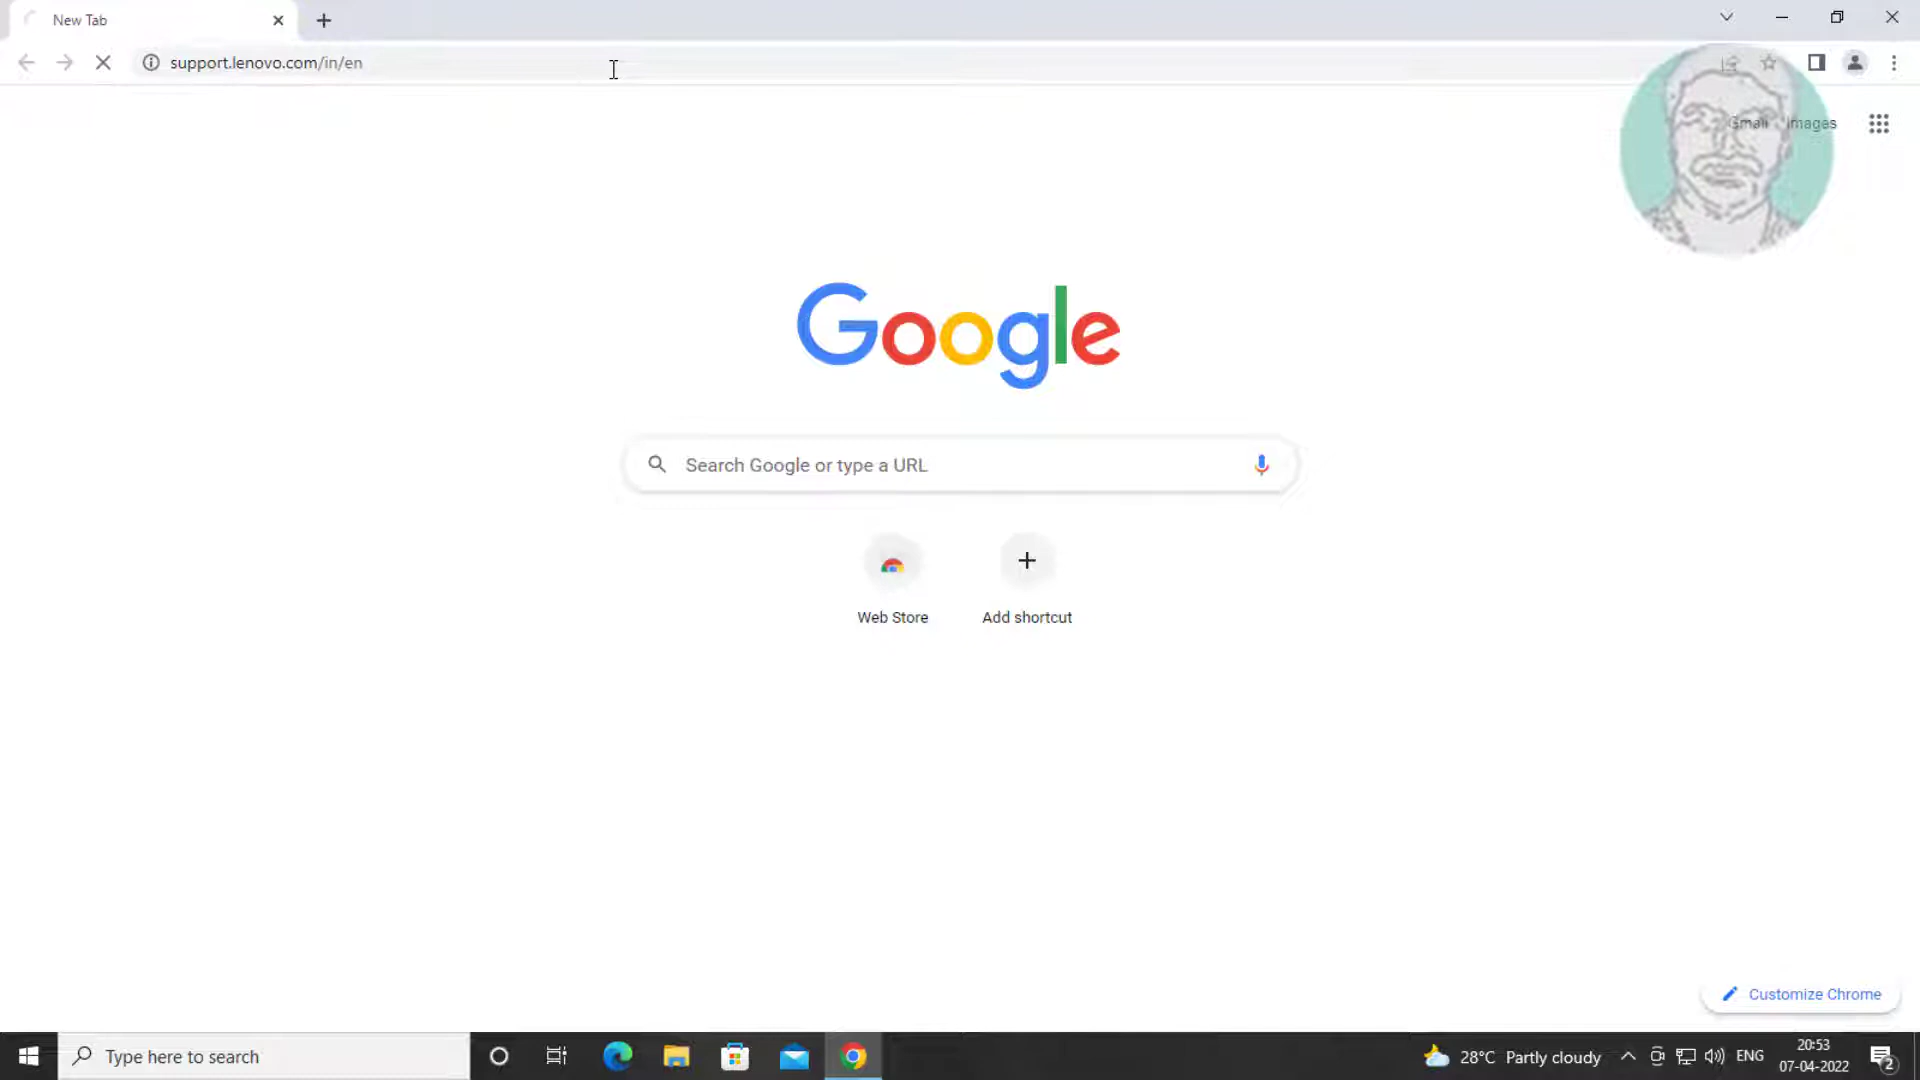 New Tab
support.lenovo.com/in/en
Gmail Images
Google
Search Google or type a URL
Web Store
Add shortcut
Customize Chrome
Type here to search
28°C Partly cloudy
ENG
20:53
07-04-2022
2